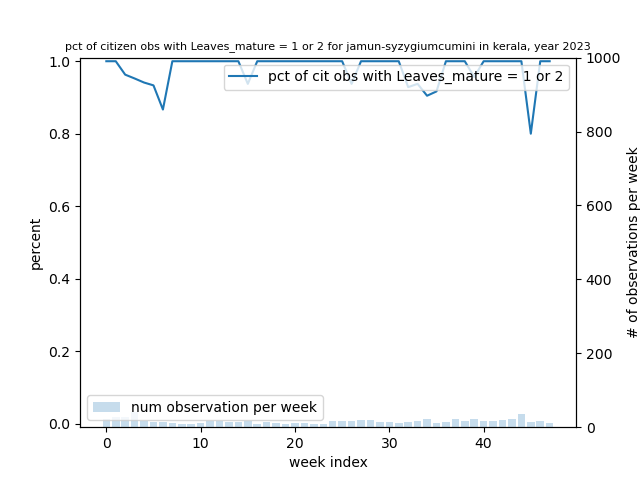 pct of citizen obs with Leaves_mature = 1 or 2 for jamun-syzygiumcumini in kerala, year 2023
pct of cit obs with Leaves_mature = 1 or 2
num observation per week
percent
# of observations per week
week index
1.0
0.8
0.6
0.4
0.2
0.0
1000
800
600
400
200
0
0 10 20 30 40